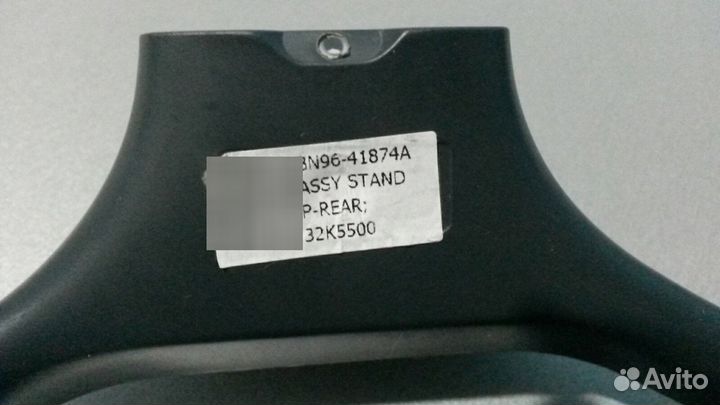 3N96-41874A
ASSY STAND
P-REAR;
32K5500
Avito